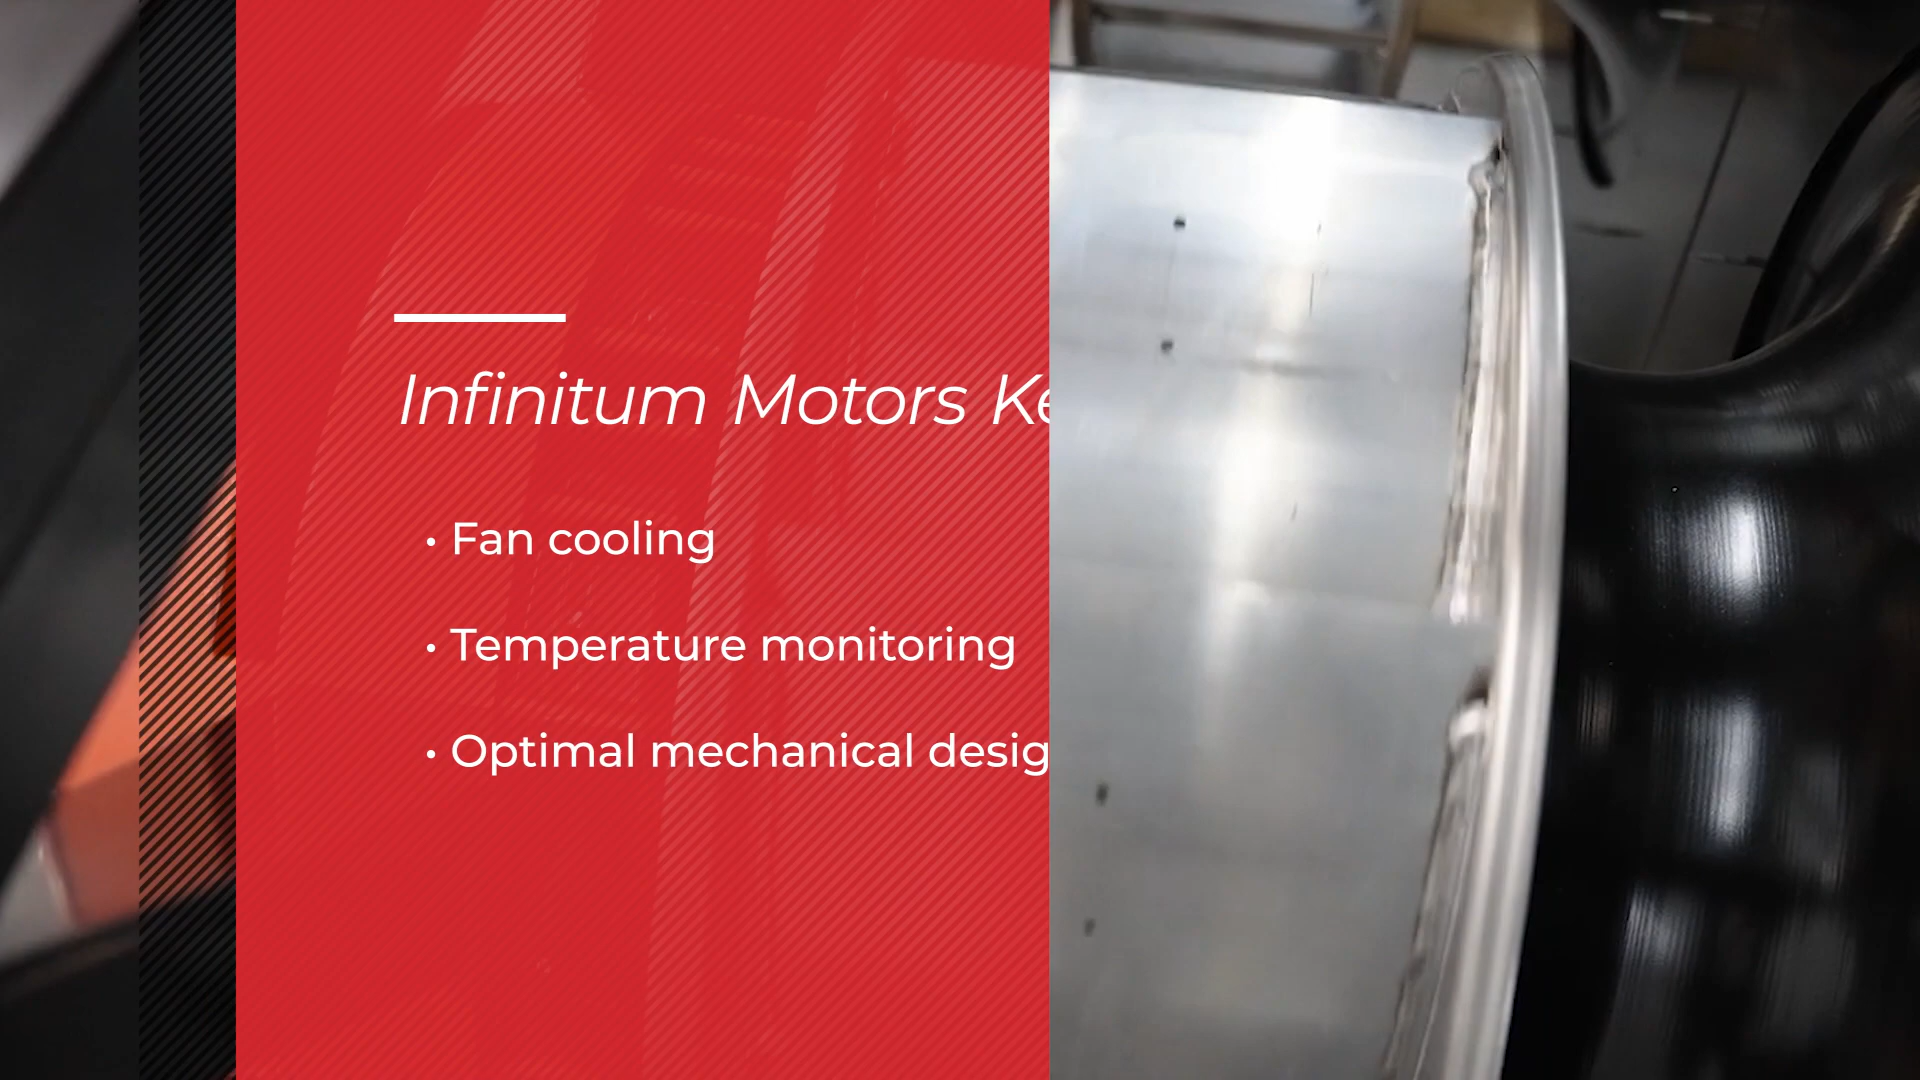 Infinitum Motors Ke
• Fan cooling
• Temperature monitoring
• Optimal mechanical desig